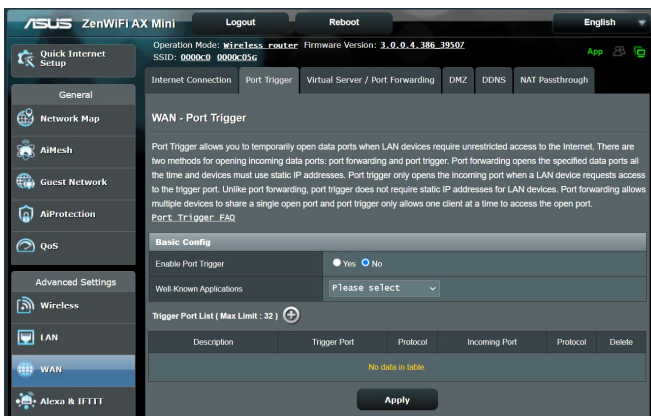 ASUS ZenWiFi AX Mini Logout Reboot English
Quick Internet Setup
General
Network Map
AiMesh
Guest Network
AiProtection
QoS
Advanced Settings
Wireless
LAN
WAN
Alexa & IFTTT
Operation Mode: Wireless router Firmware Version: 3.0.0.4.386_39507
SSID: 0000C0 0000C05G
App
Internet Connection Port Trigger Virtual Server / Port Forwarding DMZ DDNS NAT Passthrough
WAN - Port Trigger
Port Trigger allows you to temporarily open data ports when LAN devices require unrestricted access to the Internet. There are
two methods for opening incoming data ports: port forwarding and port trigger. Port forwarding opens the specified data ports all
the time and devices must use static IP addresses. Port trigger only opens the incoming port when a LAN device requests access
to the trigger port. Unlike port forwarding, port trigger does not require static IP addresses for LAN devices. Port forwarding allows
multiple devices to share a single open port and port trigger only allows one client at a time to access the open port.
Port Trigger FAQ
Basic Config
Enable Port Trigger Yes No
Well-Known Applications Please select
Trigger Port List ( Max Limit : 32 )
Description Trigger Port Protocol Incoming Port Protocol Delete
No data in table.
Apply